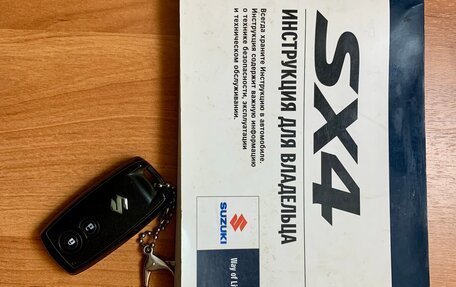 SX4
ИНСТРУКЦИЯ ДЛЯ ВЛАДЕЛЬЦА
Всегда храните Инструкцию в автомобиле.
Инструкция содержит важную информацию
о технике безопасности, эксплуатации
и техническом обслуживании.
SUZUKI
Way of Li